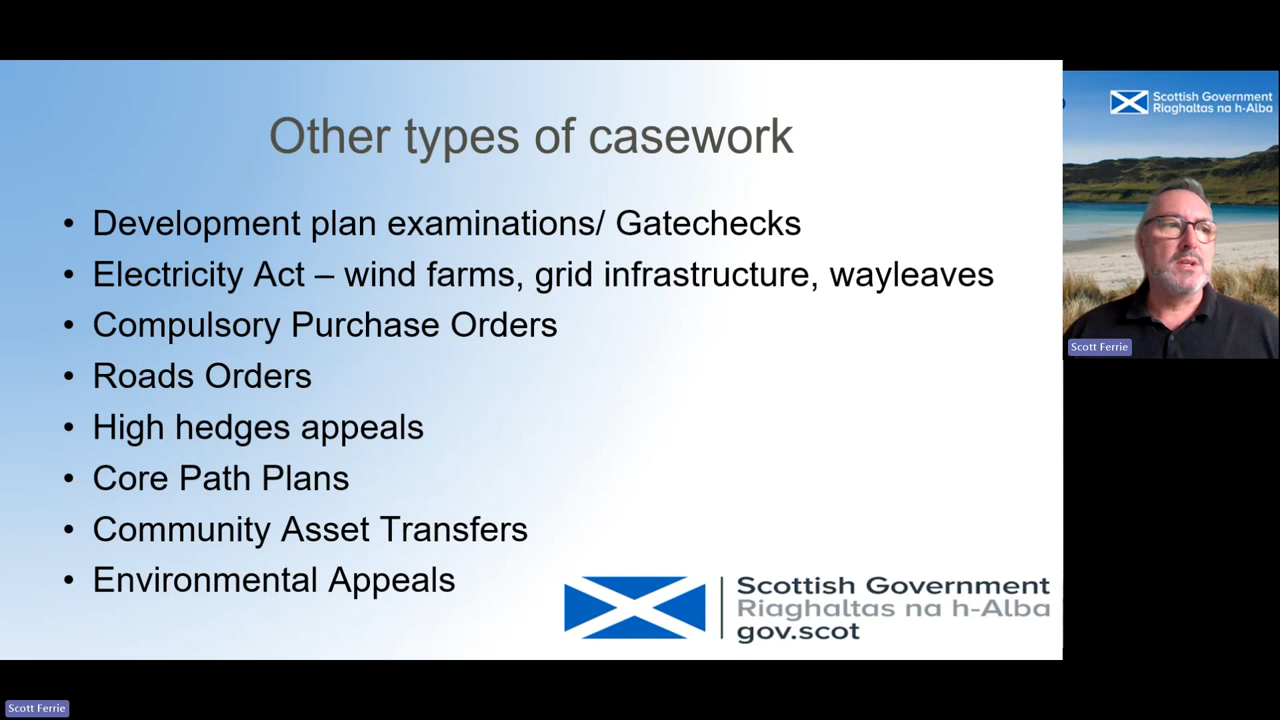 Other types of casework
• Development plan examinations/ Gatechecks
• Electricity Act – wind farms, grid infrastructure, wayleaves
• Compulsory Purchase Orders
• Roads Orders
• High hedges appeals
• Core Path Plans
• Community Asset Transfers
• Environmental Appeals
Scottish Government
Riaghaltas na h-Alba
gov.scot
Scottish Government
Riaghaltas na h-Alba
Scott Ferrie
Scott Ferrie